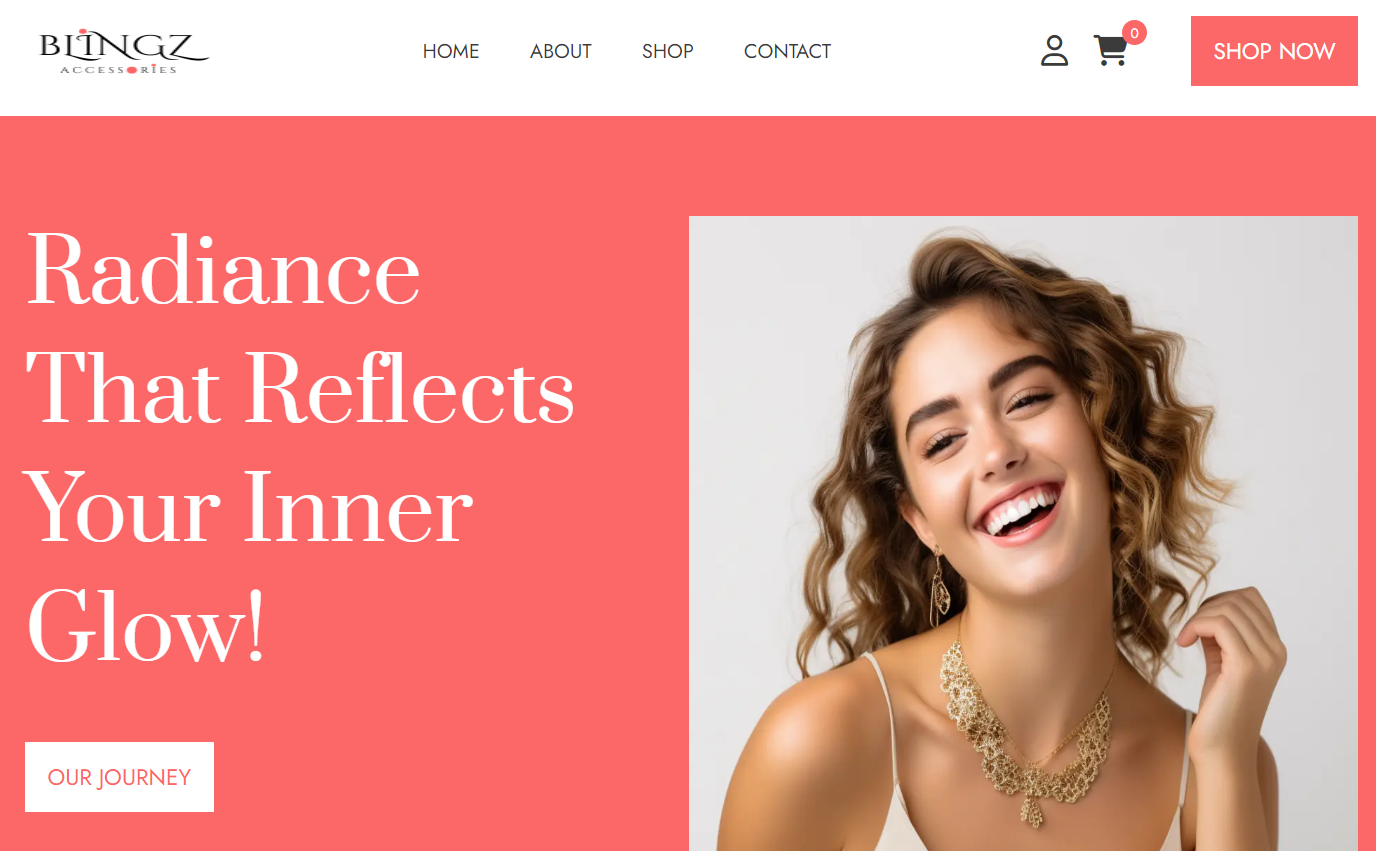 BLiNGZ
ACCESSORiES
HOME
ABOUT
SHOP
CONTACT
0
SHOP NOW
Radiance
That Reflects
Your Inner
Glow!
OUR JOURNEY